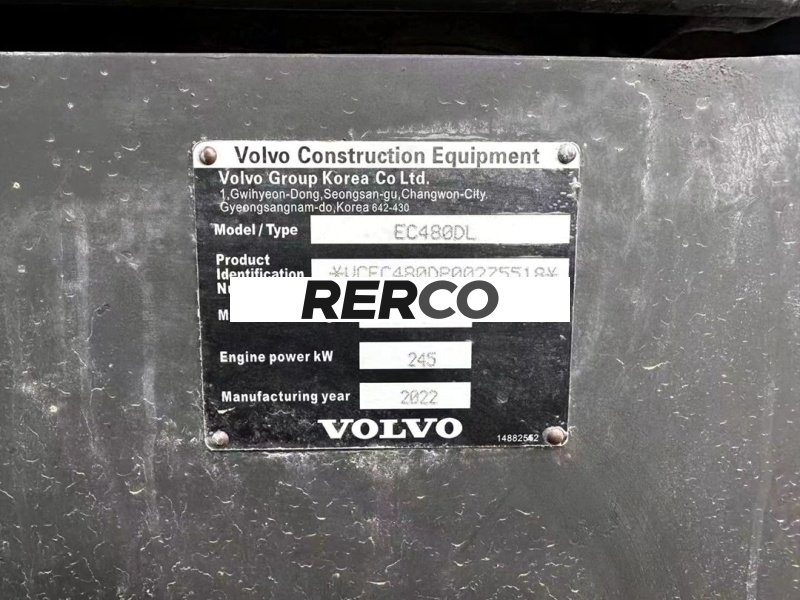 Volvo Construction Equipment
Volvo Group Korea Co Ltd.
1,Gwihyeon-Dong,Seongsan-gu,Changwon-City.
Gyeongsangnam-do,Korea 642-430
Model/Type EC480DL
Product
Identification
RERCO
Engine power kW 245
Manufacturing year 2022
VOLVO
14882562